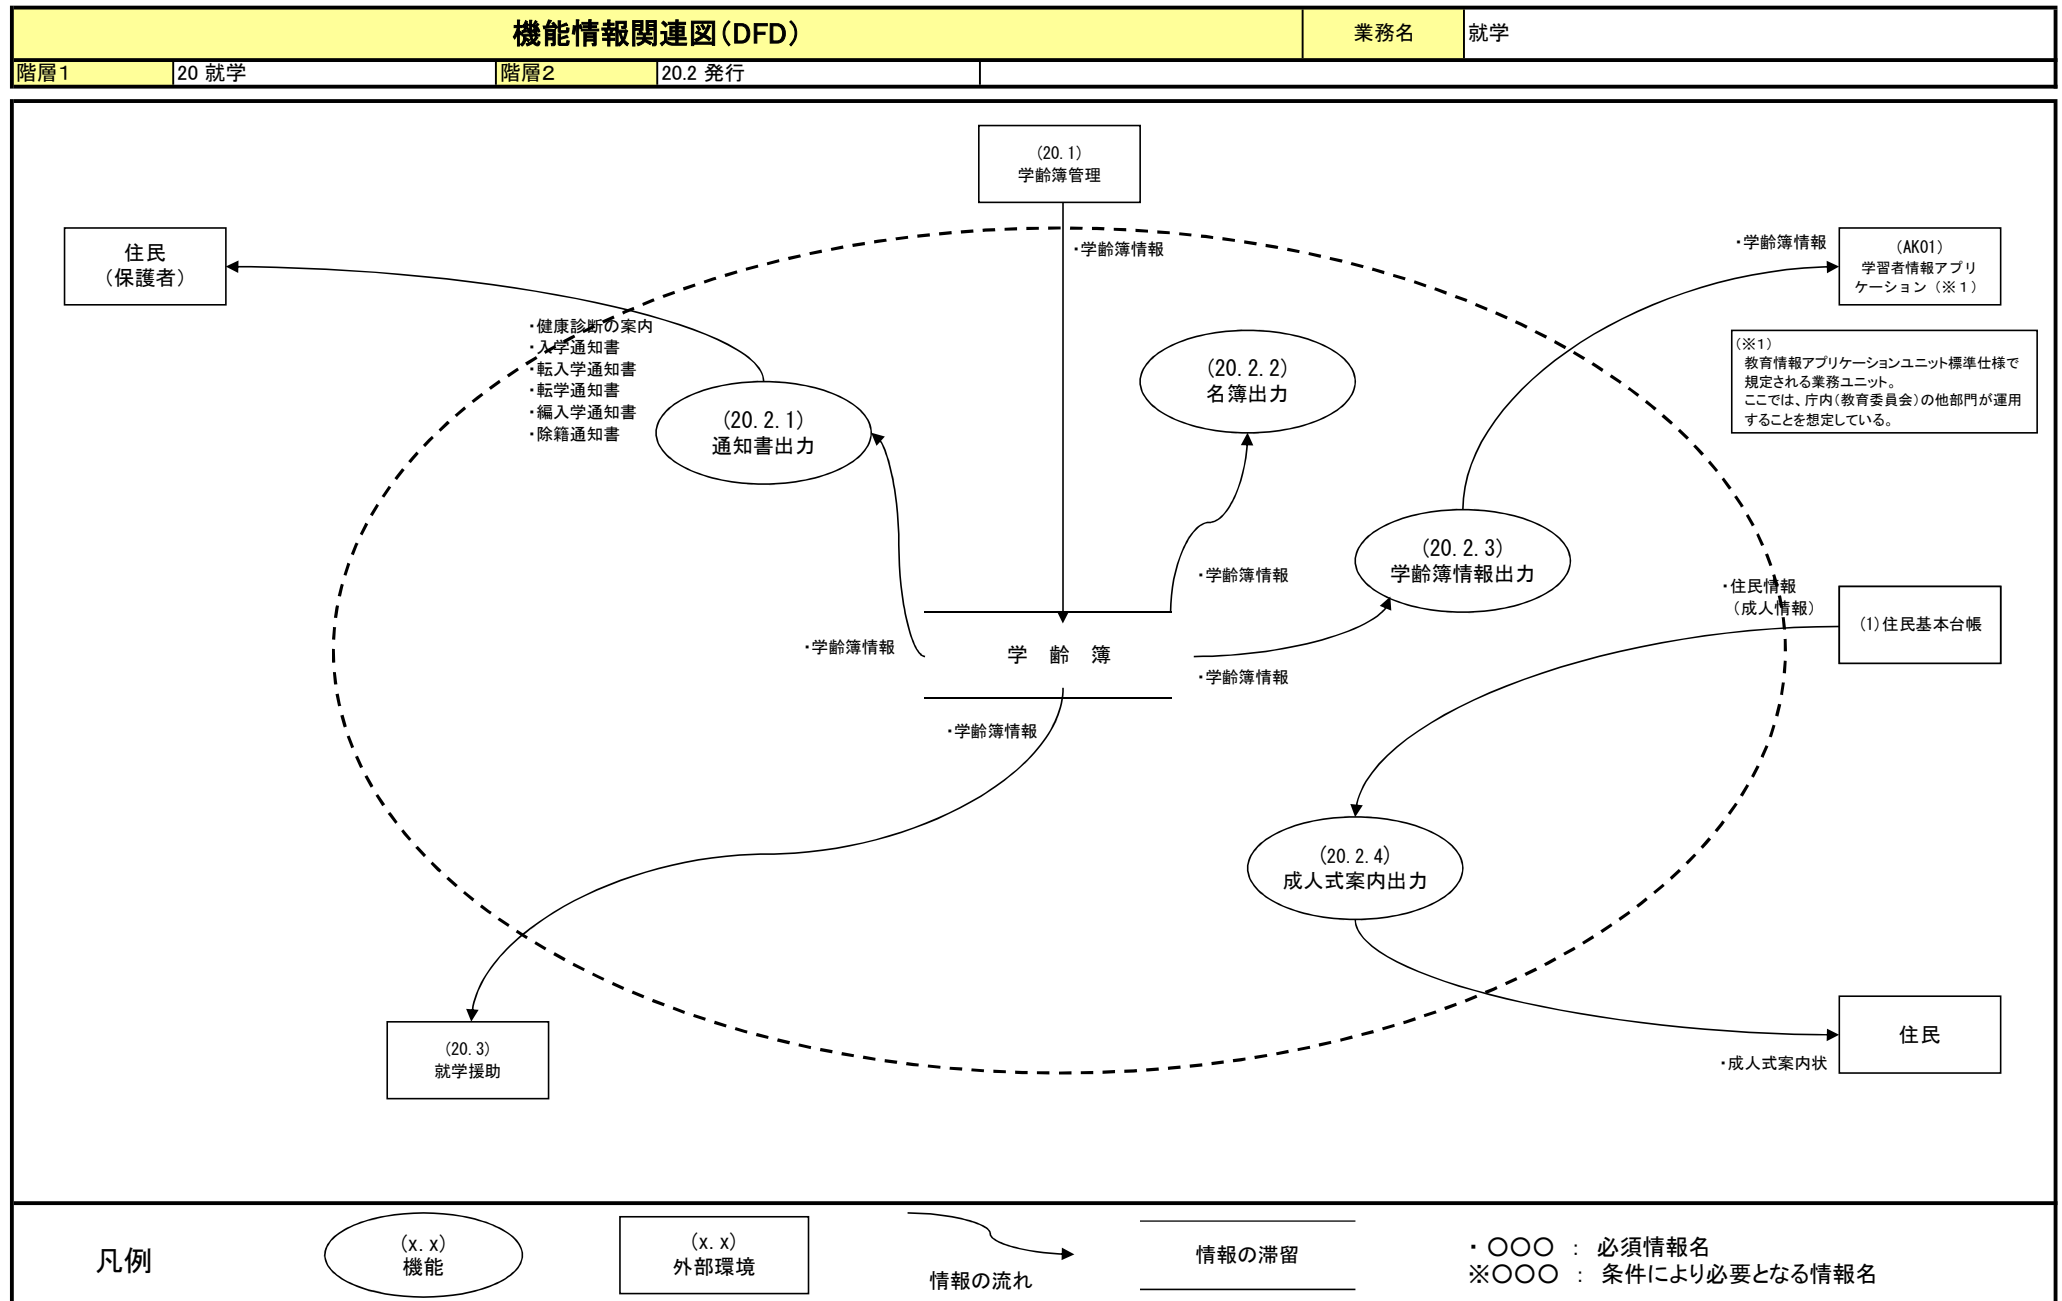 機能情報関連図(DFD)
業務名
就学
階層1
20 就学
階層2
20.2 発行
(20.1)
学齢簿管理
・学齢簿情報
住民
(保護者)
・健康診断の案内
・入学通知書
・転入学通知書
・転学通知書
・編入学通知書
・除籍通知書
(20.2.1)
通知書出力
(20.2.2)
名簿出力
・学齢簿情報
(AK01)
学習者情報アプリ
ケーション(※1)
(※1)
教育情報アプリケーションユニット標準仕様で
規定される業務ユニット。
ここでは、庁内(教育委員会)の他部門が運用
することを想定している。
(20.2.3)
学齢簿情報出力
・学齢簿情報
・学齢簿情報
学 齢 簿
・学齢簿情報
・学齢簿情報
・住民情報
(成人情報)
(1)住民基本台帳
(20.2.4)
成人式案内出力
住民
・成人式案内状
(20.3)
就学援助
凡例
(x.x)
機能
(x.x)
外部環境
情報の流れ
情報の滞留
・〇〇〇 : 必須情報名
※〇〇〇 : 条件により必要となる情報名